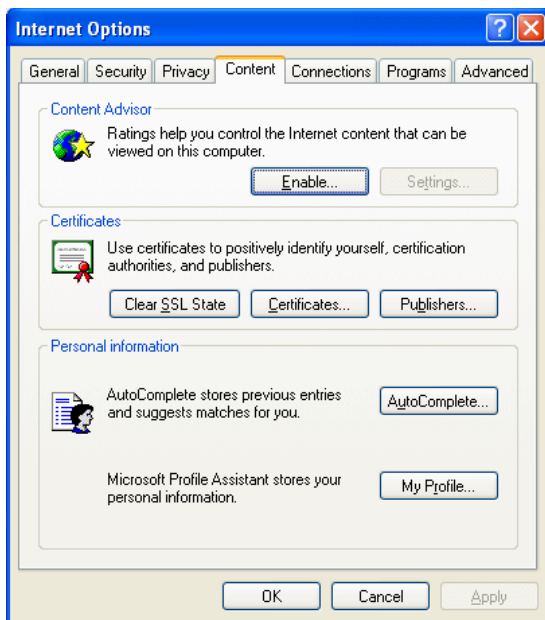 Internet Options
General Security Privacy Content Connections Programs Advanced
Content Advisor
Ratings help you control the Internet content that can be
viewed on this computer.
Enable... Settings...
Certificates
Use certificates to positively identify yourself, certification
authorities, and publishers.
Clear SSL State Certificates... Publishers...
Personal information
AutoComplete stores previous entries
and suggests matches for you.
AutoComplete...
Microsoft Profile Assistant stores your
personal information.
My Profile...
OK Cancel Apply